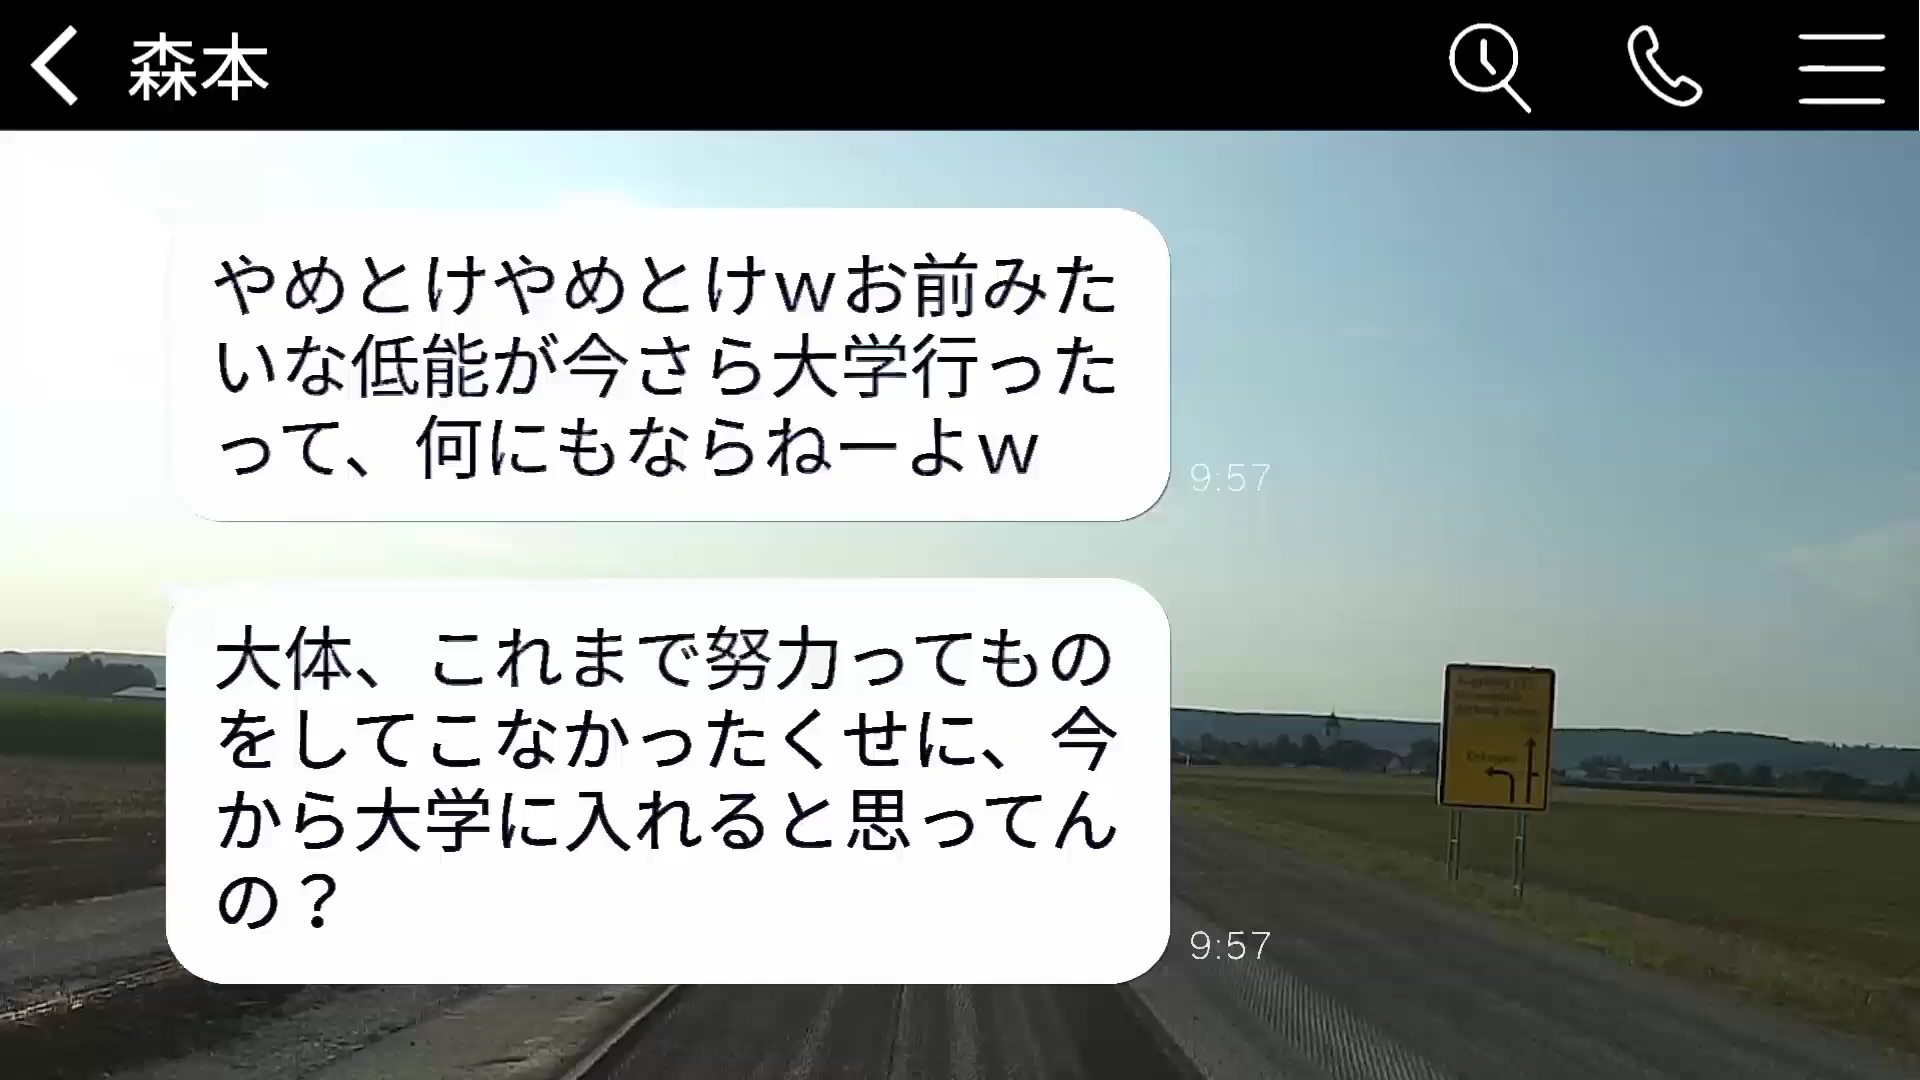 森本
やめとけやめとけｗお前みた
いな低能が今さら大学行った
って、何にもならねーよｗ
9:57
大体、これまで努力っても​の
をしてこなかったくせに、今
から大学に入れると思ってん
の？
9:57